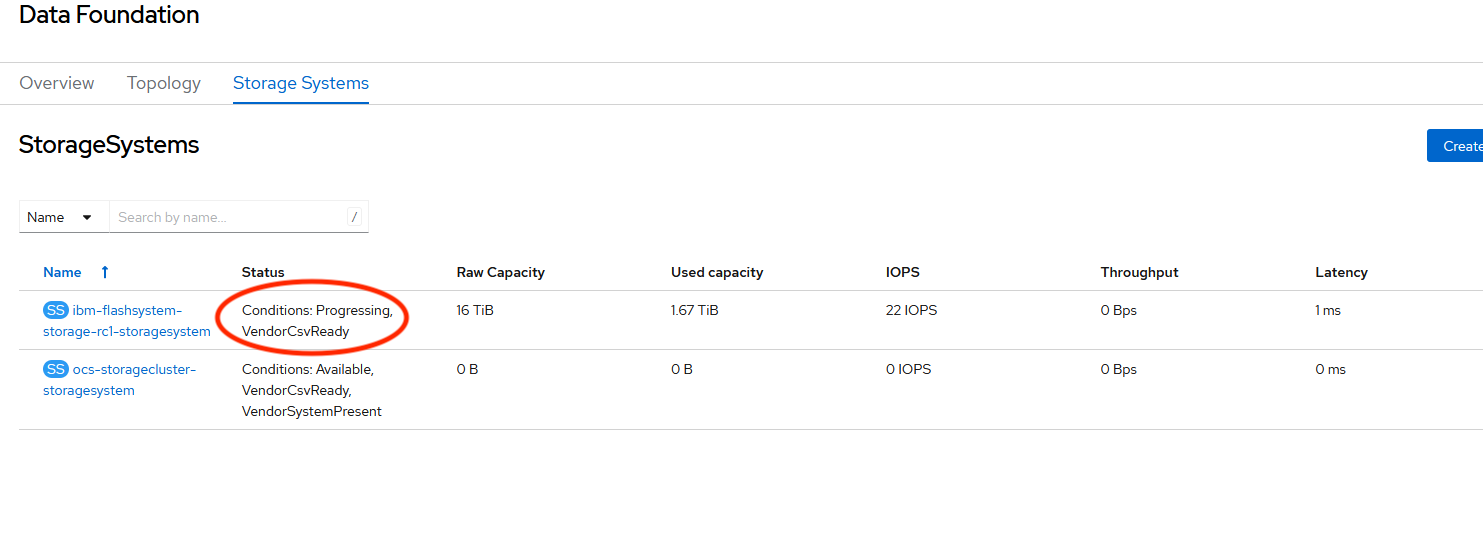 Data Foundation
Overview Topology Storage Systems
StorageSystems
Create
Name Search by name... /
Name Status Raw Capacity Used capacity IOPS Throughput Latency
SS ibm-flashsystem- Conditions: Progressing, 16 TiB 1.67 TiB 22 IOPS 0 Bps 1 ms
storage-rc1-storagesystem VendorCsvReady
SS ocs-storagecluster- Conditions: Available, 0 B 0 B 0 IOPS 0 Bps 0 ms
storagesystem VendorCsvReady,
VendorSystemPresent